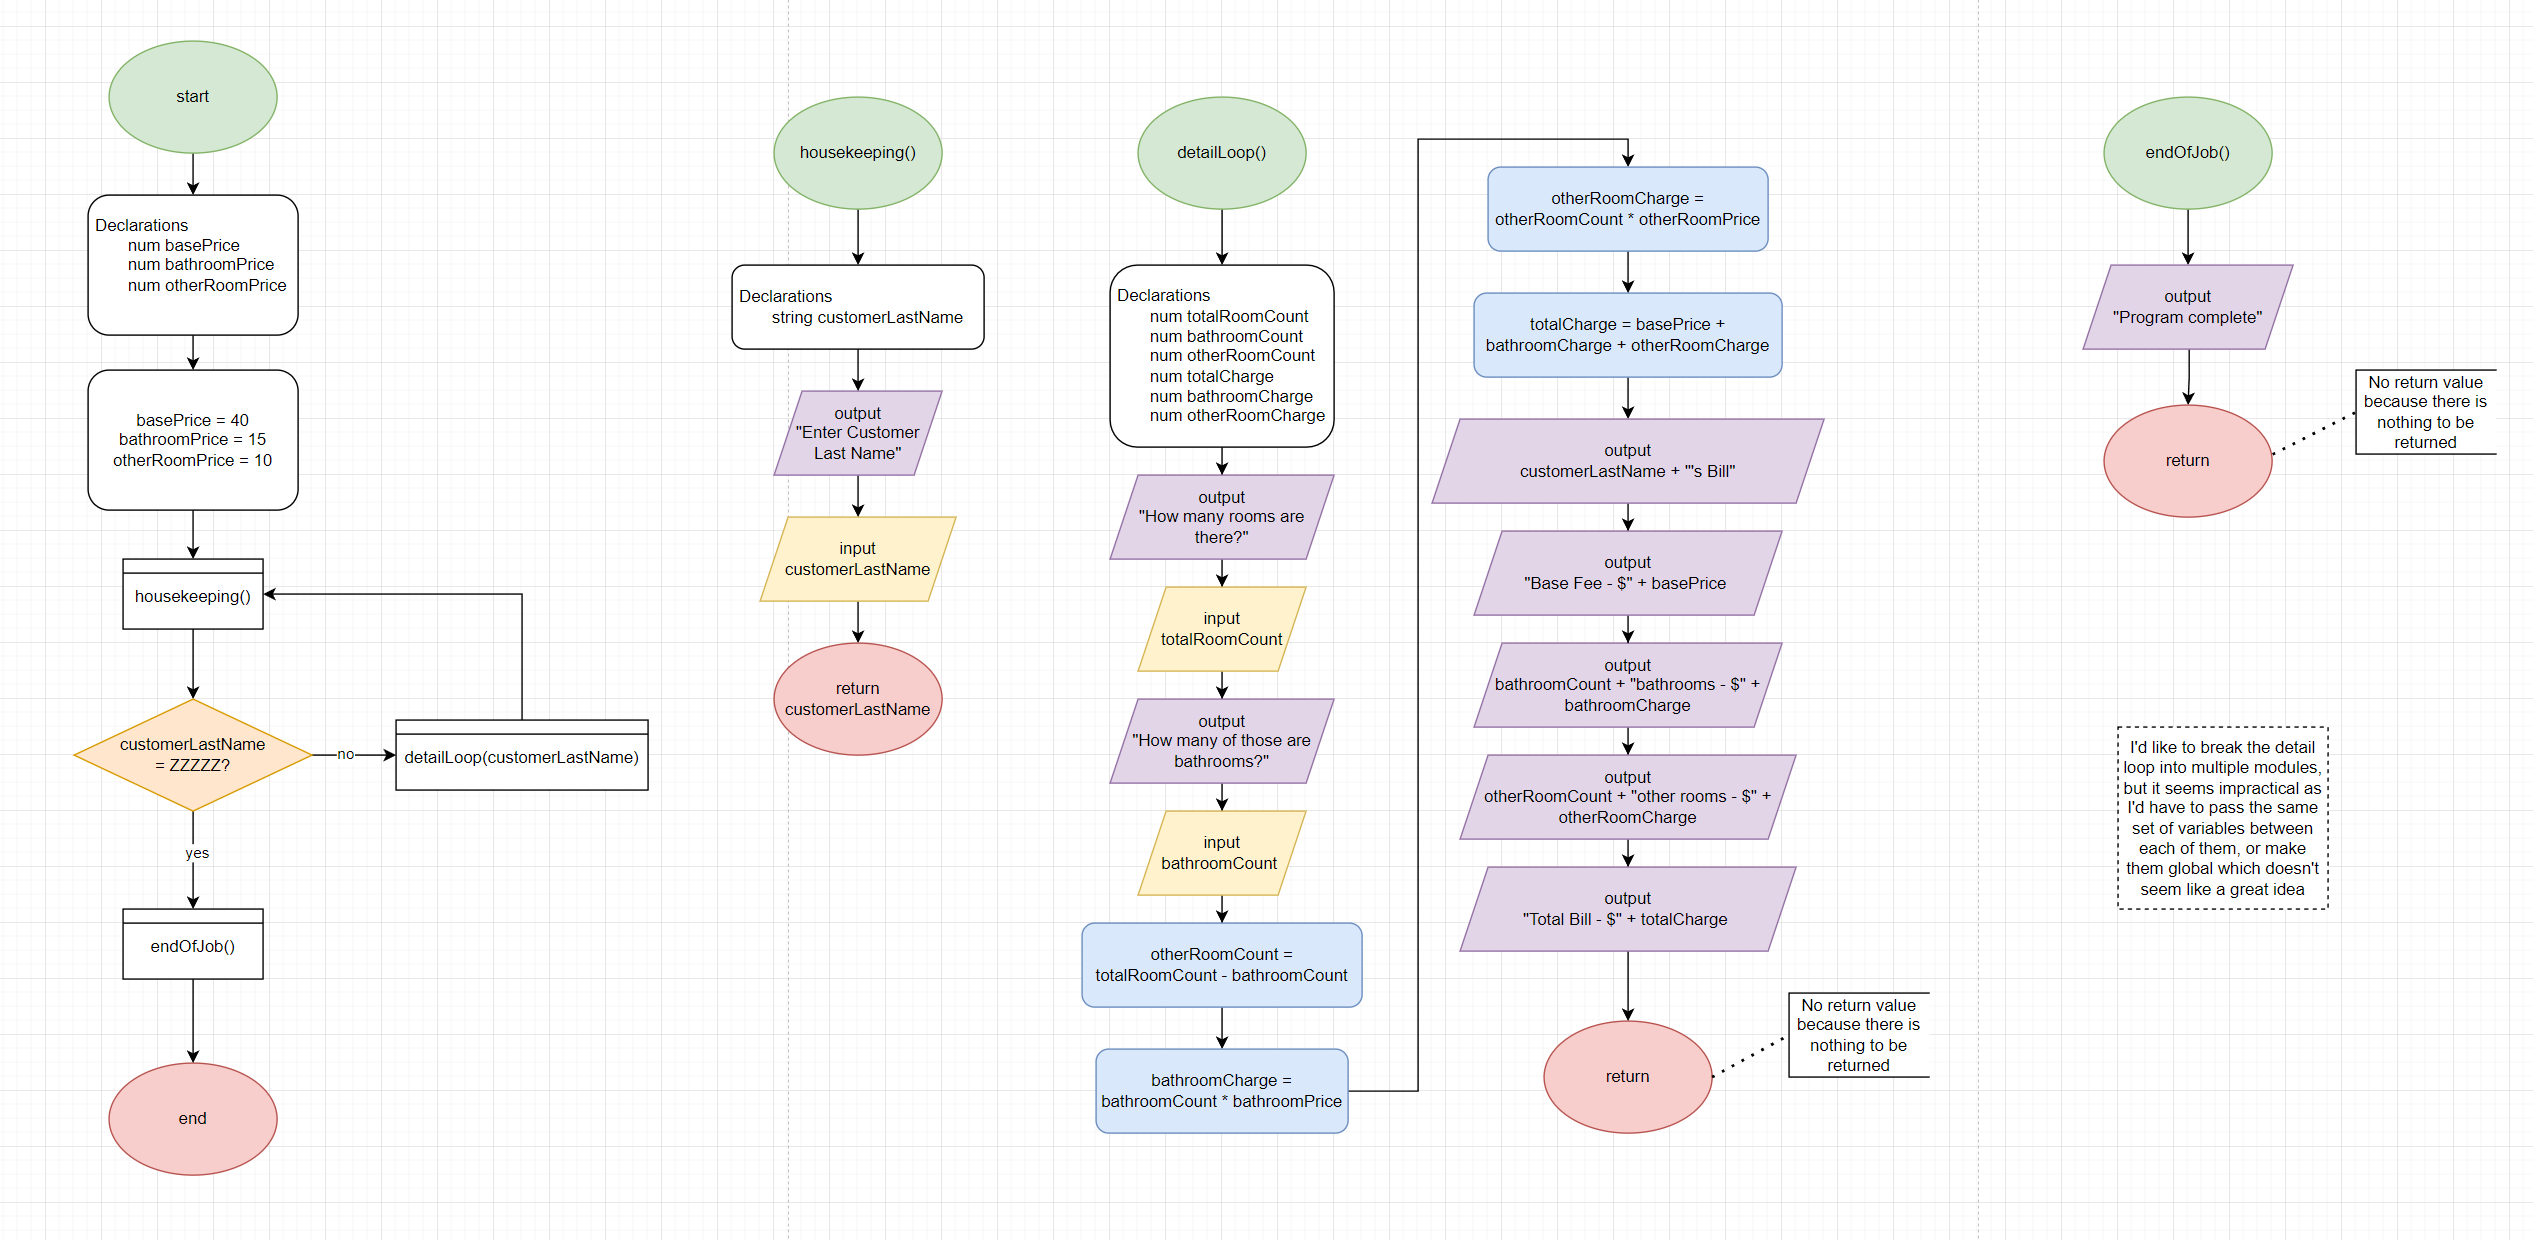 start
Declarations
num basePrice
num bathroomPrice
num otherRoomPrice
basePrice = 40
bathroomPrice = 15
otherRoomPrice = 10
housekeeping()
customerLastName
= ZZZZZ?
no
detailLoop(customerLastName)
yes
endOfJob()
end
housekeeping()
Declarations
string customerLastName
output
"Enter Customer
Last Name"
input
customerLastName
return
customerLastName
detailLoop()
Declarations
num totalRoomCount
num bathroomCount
num otherRoomCount
num totalCharge
num bathroomCharge
num otherRoomCharge
output
"How many rooms are
there?"
input
totalRoomCount
output
"How many of those are
bathrooms?"
input
bathroomCount
otherRoomCount =
totalRoomCount - bathroomCount
bathroomCharge =
bathroomCount * bathroomPrice
otherRoomCharge =
otherRoomCount * otherRoomPrice
totalCharge = basePrice +
bathroomCharge + otherRoomCharge
output
customerLastName + "'s Bill"
output
"Base Fee - $" + basePrice
output
bathroomCount + "bathrooms - $" +
bathroomCharge
output
otherRoomCount + "other rooms - $" +
otherRoomCharge
output
"Total Bill - $" + totalCharge
return
No return value
because there is
nothing to be
returned
endOfJob()
output
"Program complete"
return
No return value
because there is
nothing to be
returned
I'd like to break the detail
loop into multiple modules,
but it seems impractical as
I'd have to pass the same
set of variables between
each of them, or make
them global which doesn't
seem like a great idea